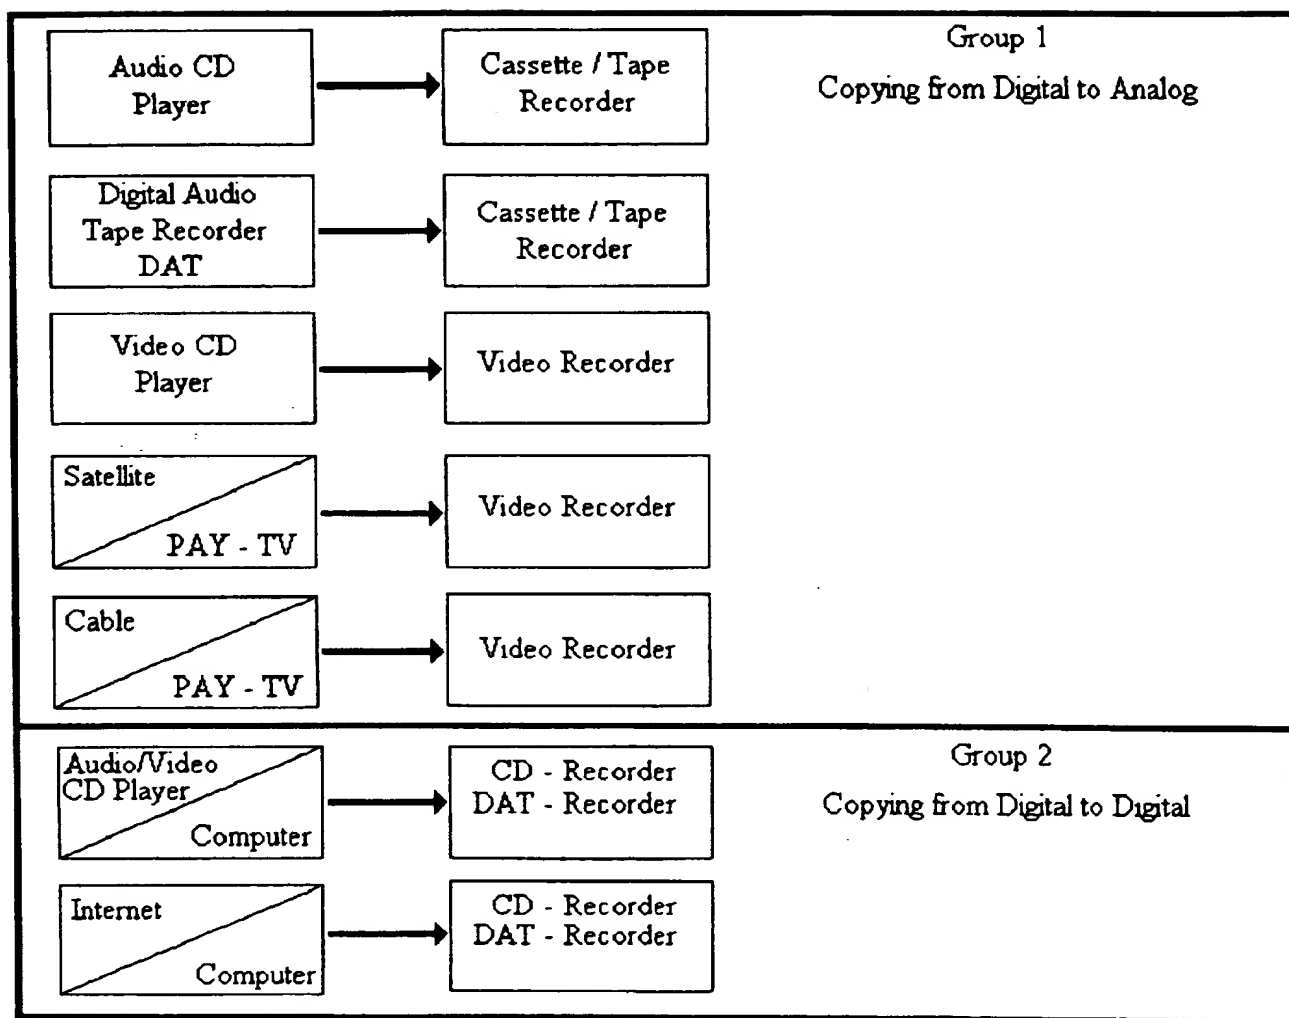 Group 1
Copying from Digital to Analog
Audio CD
Player
Cassette / Tape
Recorder
Digital Audio
Tape Recorder
DAT
Cassette / Tape
Recorder
Video CD
Player
Video Recorder
Satellite
PAY - TV
Video Recorder
Cable
PAY - TV
Video Recorder
Group 2
Copying from Digital to Digital
Audio/Video
CD Player
Computer
CD - Recorder
DAT - Recorder
Internet
Computer
CD - Recorder
DAT - Recorder